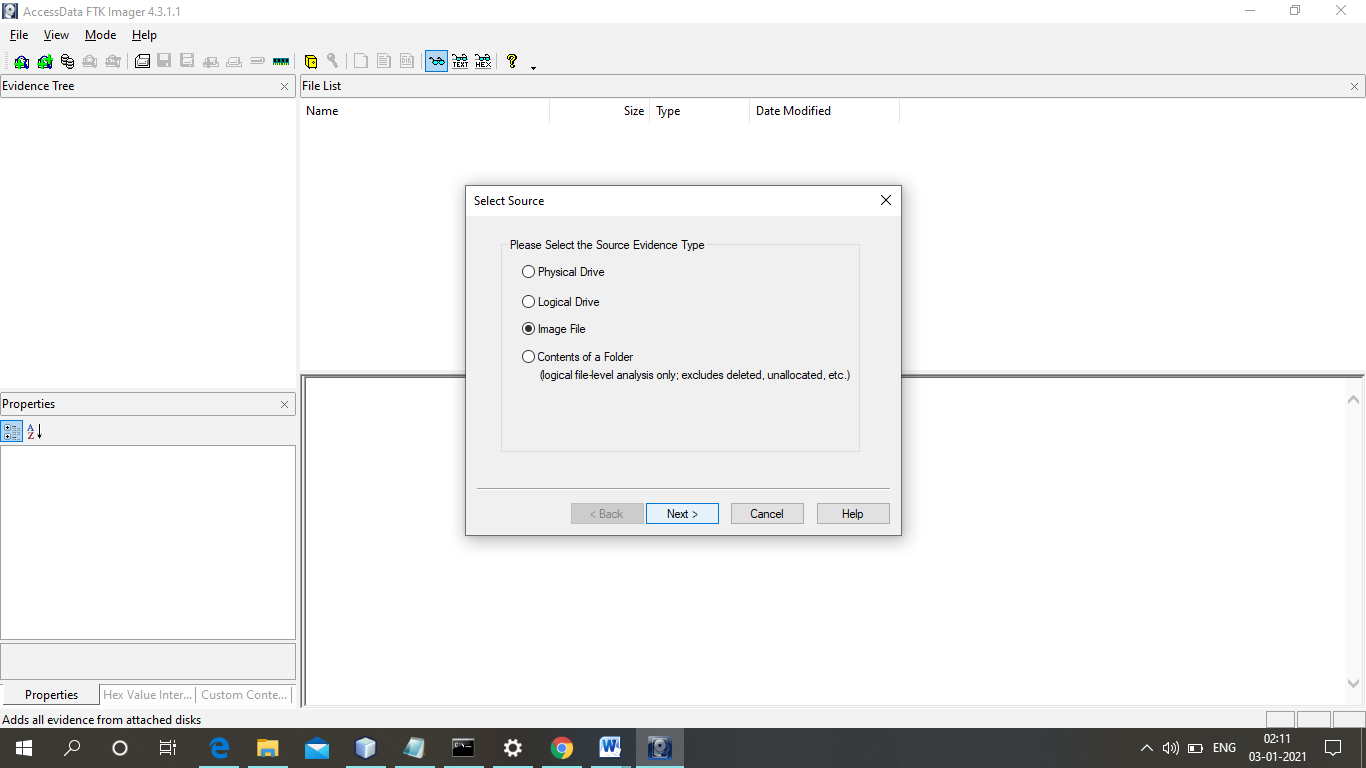 AccessData FTK Imager 4.3.1.1
File View Mode Help
TEXT HEX ?
Evidence Tree
File List
Name Size Type Date Modified
Select Source
Please Select the Source Evidence Type
Physical Drive
Logical Drive
Image File
Contents of a Folder
(logical file-level analysis only; excludes deleted, unallocated, etc.)
< Back Next > Cancel Help
Properties
A
Z
Properties Hex Value Inter... Custom Conte...
Adds all evidence from attached disks
ENG
02:11
03-01-2021